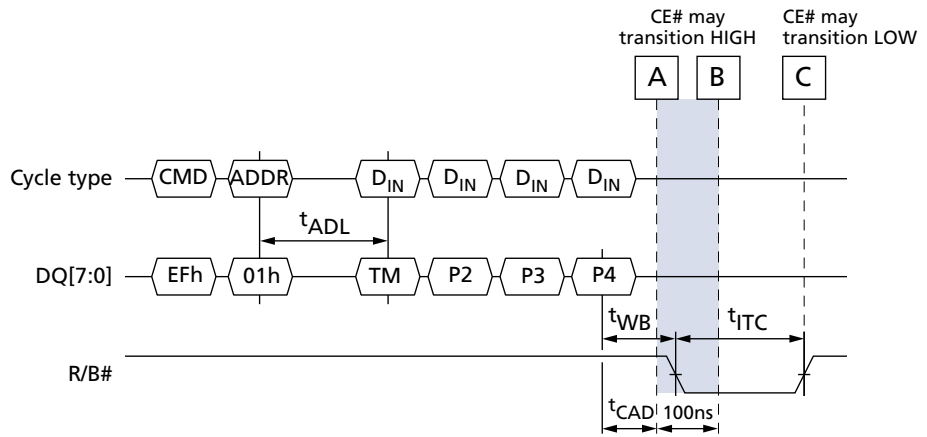 CE# may
transition HIGH
CE# may
transition LOW
A B C
Cycle type CMD ADDR DIN DIN DIN DIN
tADL
DQ[7:0] EFh 01h TM P2 P3 P4
tWB tITC
R/B#
tCAD 100ns